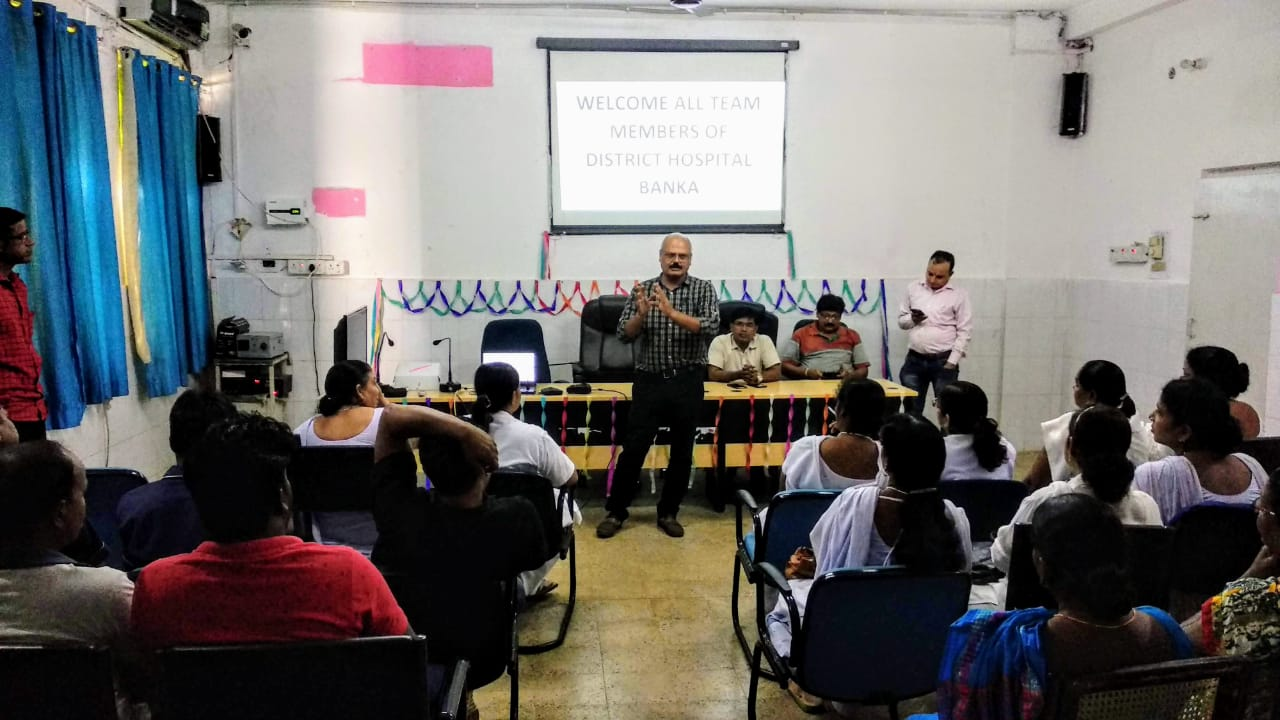 WELCOME ALL TEAM
MEMBERS OF
DISTRICT HOSPITAL
BANKA